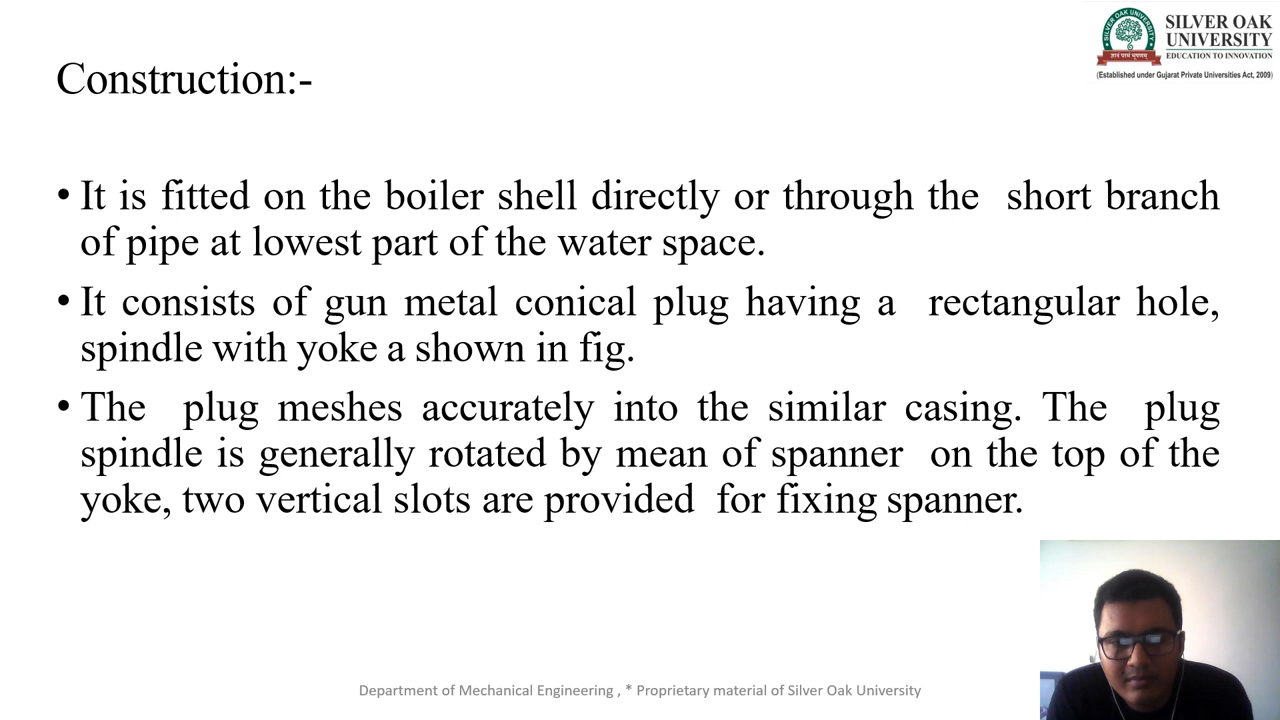 SILVER OAK
UNIVERSITY
EDUCATION TO INNOVATION
(Established under Gujarat Private Universities Act, 2009)
Construction:-
• It is fitted on the boiler shell directly or through the short branch
of pipe at lowest part of the water space.
• It consists of gun metal conical plug having a rectangular hole,
spindle with yoke a shown in fig.
• The plug meshes accurately into the similar casing. The plug
spindle is generally rotated by mean of spanner on the top of the
yoke, two vertical slots are provided for fixing spanner.
Department of Mechanical Engineering , * Proprietary material of Silver Oak University